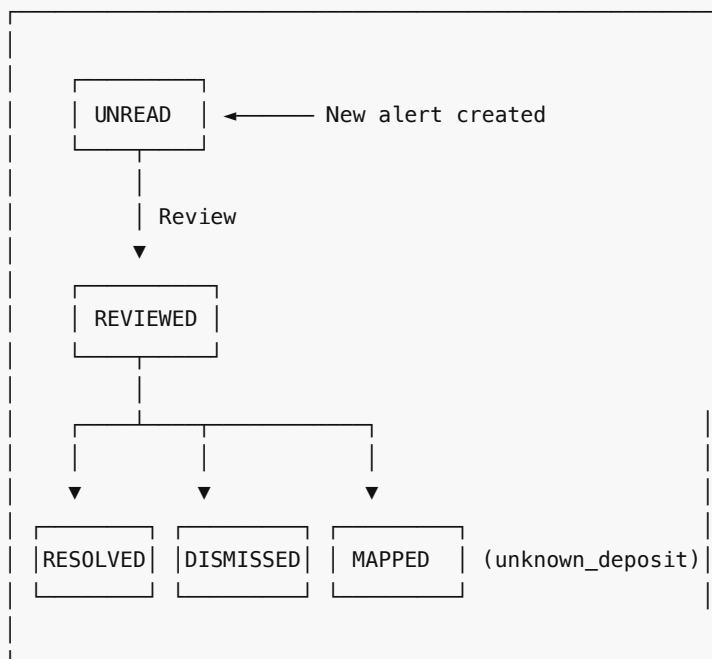 UNREAD
New alert created
Review
REVIEWED
RESOLVED
DISMISSED
MAPPED
(unknown_deposit)